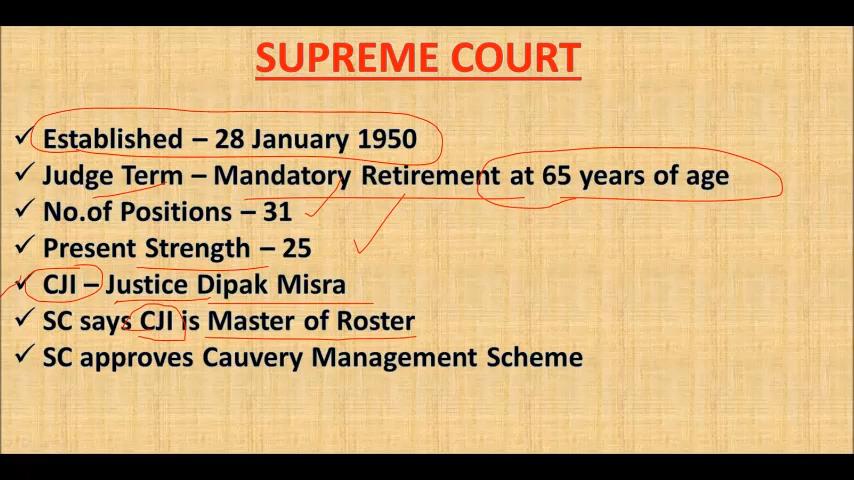 SUPREME COURT
✓ Established – 28 January 1950
✓ Judge Term – Mandatory Retirement at 65 years of age
✓ No.of Positions – 31
✓ Present Strength – 25
✓ CJI – Justice Dipak Misra
✓ SC says CJI is Master of Roster
✓ SC approves Cauvery Management Scheme